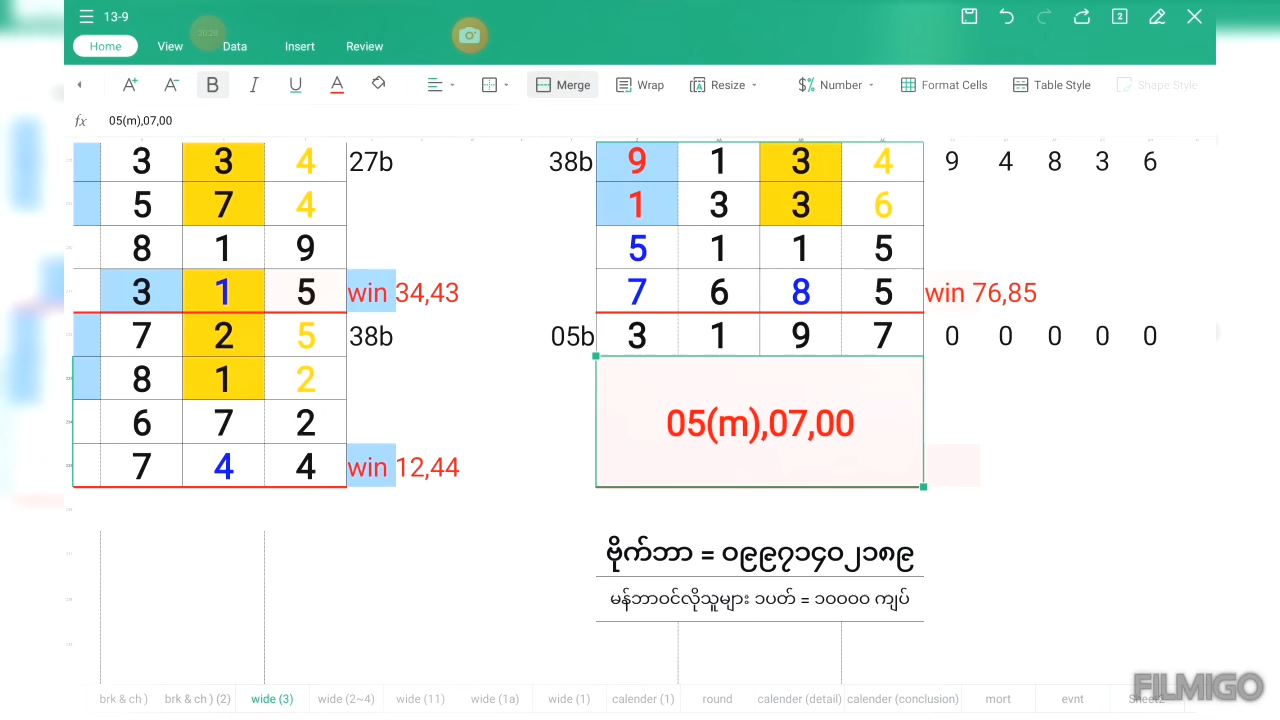 13-9
20:28
2
Home View Data Insert Review
A+ A- B I U A Merge Wrap Resize $% Number Format Cells Table Style Shape Style
fx 05(m),07,00
3 3 4 27b 38b 9 1 3 4 9 4 8 3 6
5 7 4 1 3 3 6
8 1 9 5 1 1 5
3 1 5 win 34,43 7 6 8 5 win 76,85
7 2 5 38b 05b 3 1 9 7 0 0 0 0 0
8 1 2
6 7 2 05(m),07,00
7 4 4 win 12,44
ဗိုက်ဘာ = ၀၉၉၇၁၄၀၂၁၈၉
မန်ဘာဝင်လိုသူများ ၁ပတ် = ၁၀၀၀၀ ကျပ်
brk & ch ) brk & ch ) (2) wide (3) wide (2~4) wide (11) wide (1a) wide (1) calender (1) round calender (detail) calender (conclusion) mort evnt Sheet2
FILMIGO